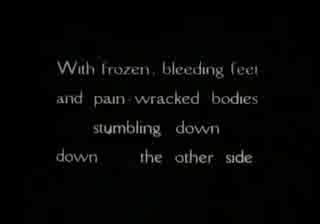 With frozen, bleeding feet
and pain-wracked bodies
stumbling down
down the other side